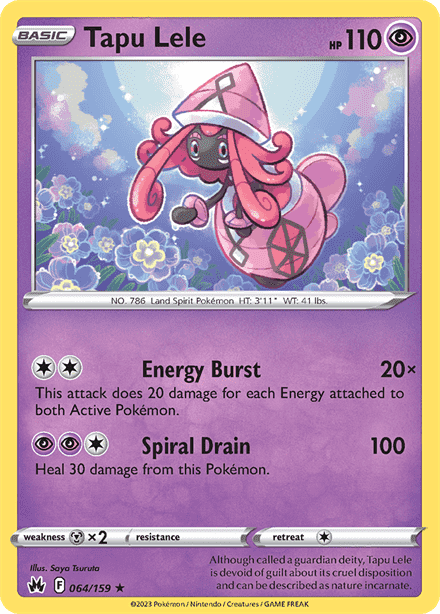 BASIC Tapu Lele HP 110
NO. 786 Land Spirit Pokémon HT: 3'11" WT: 41 lbs.
Energy Burst 20×
This attack does 20 damage for each Energy attached to
both Active Pokémon.
Spiral Drain 100
Heal 30 damage from this Pokémon.
weakness ×2 resistance retreat
Illus. Saya Tsuruta
F 064/159 ★
Although called a guardian deity, Tapu Lele
is devoid of guilt about its cruel disposition
and can be described as nature incarnate.
©2023 Pokémon / Nintendo / Creatures / GAME FREAK